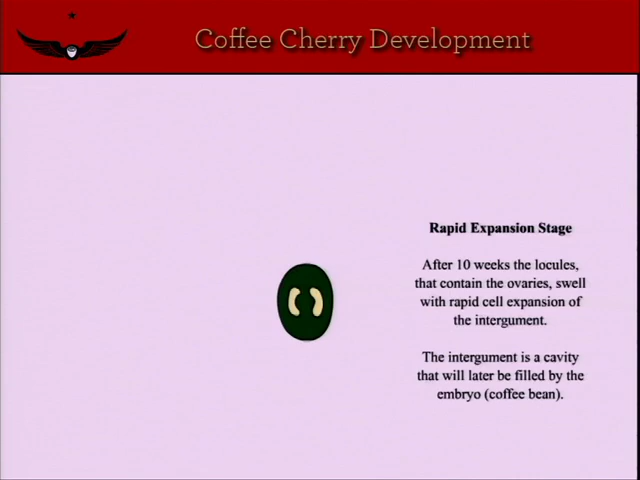 Coffee Cherry Development
Rapid Expansion Stage
After 10 weeks the locules,
that contain the ovaries, swell
with rapid cell expansion of
the intergument.
The intergument is a cavity
that will later be filled by the
embryo (coffee bean).